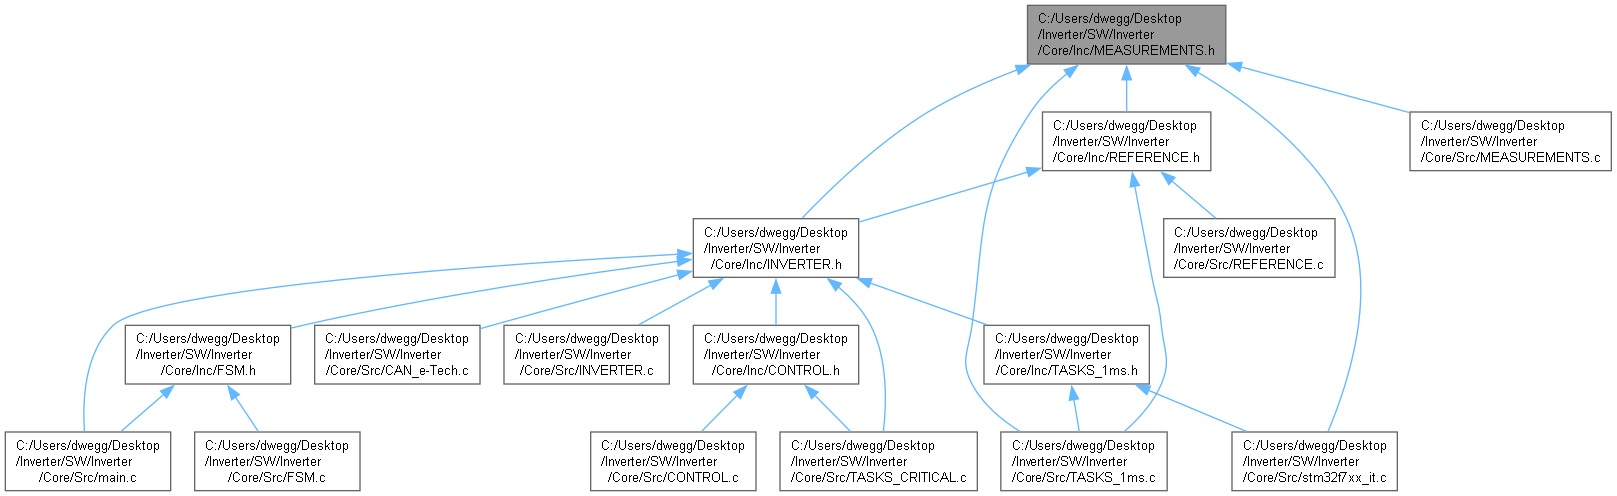 C:/Users/dwegg/Desktop
/Inverter/SW/Inverter
/Core/Inc/MEASUREMENTS.h
C:/Users/dwegg/Desktop
/Inverter/SW/Inverter
/Core/Inc/REFERENCE.h
C:/Users/dwegg/Desktop
/Inverter/SW/Inverter
/Core/Src/MEASUREMENTS.c
C:/Users/dwegg/Desktop
/Inverter/SW/Inverter
/Core/Inc/INVERTER.h
C:/Users/dwegg/Desktop
/Inverter/SW/Inverter
/Core/Src/REFERENCE.c
C:/Users/dwegg/Desktop
/Inverter/SW/Inverter
/Core/Inc/FSM.h
C:/Users/dwegg/Desktop
/Inverter/SW/Inverter
/Core/Src/CAN_e-Tech.c
C:/Users/dwegg/Desktop
/Inverter/SW/Inverter
/Core/Src/INVERTER.c
C:/Users/dwegg/Desktop
/Inverter/SW/Inverter
/Core/Inc/CONTROL.h
C:/Users/dwegg/Desktop
/Inverter/SW/Inverter
/Core/Inc/TASKS_1ms.h
C:/Users/dwegg/Desktop
/Inverter/SW/Inverter
/Core/Src/main.c
C:/Users/dwegg/Desktop
/Inverter/SW/Inverter
/Core/Src/FSM.c
C:/Users/dwegg/Desktop
/Inverter/SW/Inverter
/Core/Src/CONTROL.c
C:/Users/dwegg/Desktop
/Inverter/SW/Inverter
/Core/Src/TASKS_CRITICAL.c
C:/Users/dwegg/Desktop
/Inverter/SW/Inverter
/Core/Src/TASKS_1ms.c
C:/Users/dwegg/Desktop
/Inverter/SW/Inverter
/Core/Src/stm32f7xx_it.c